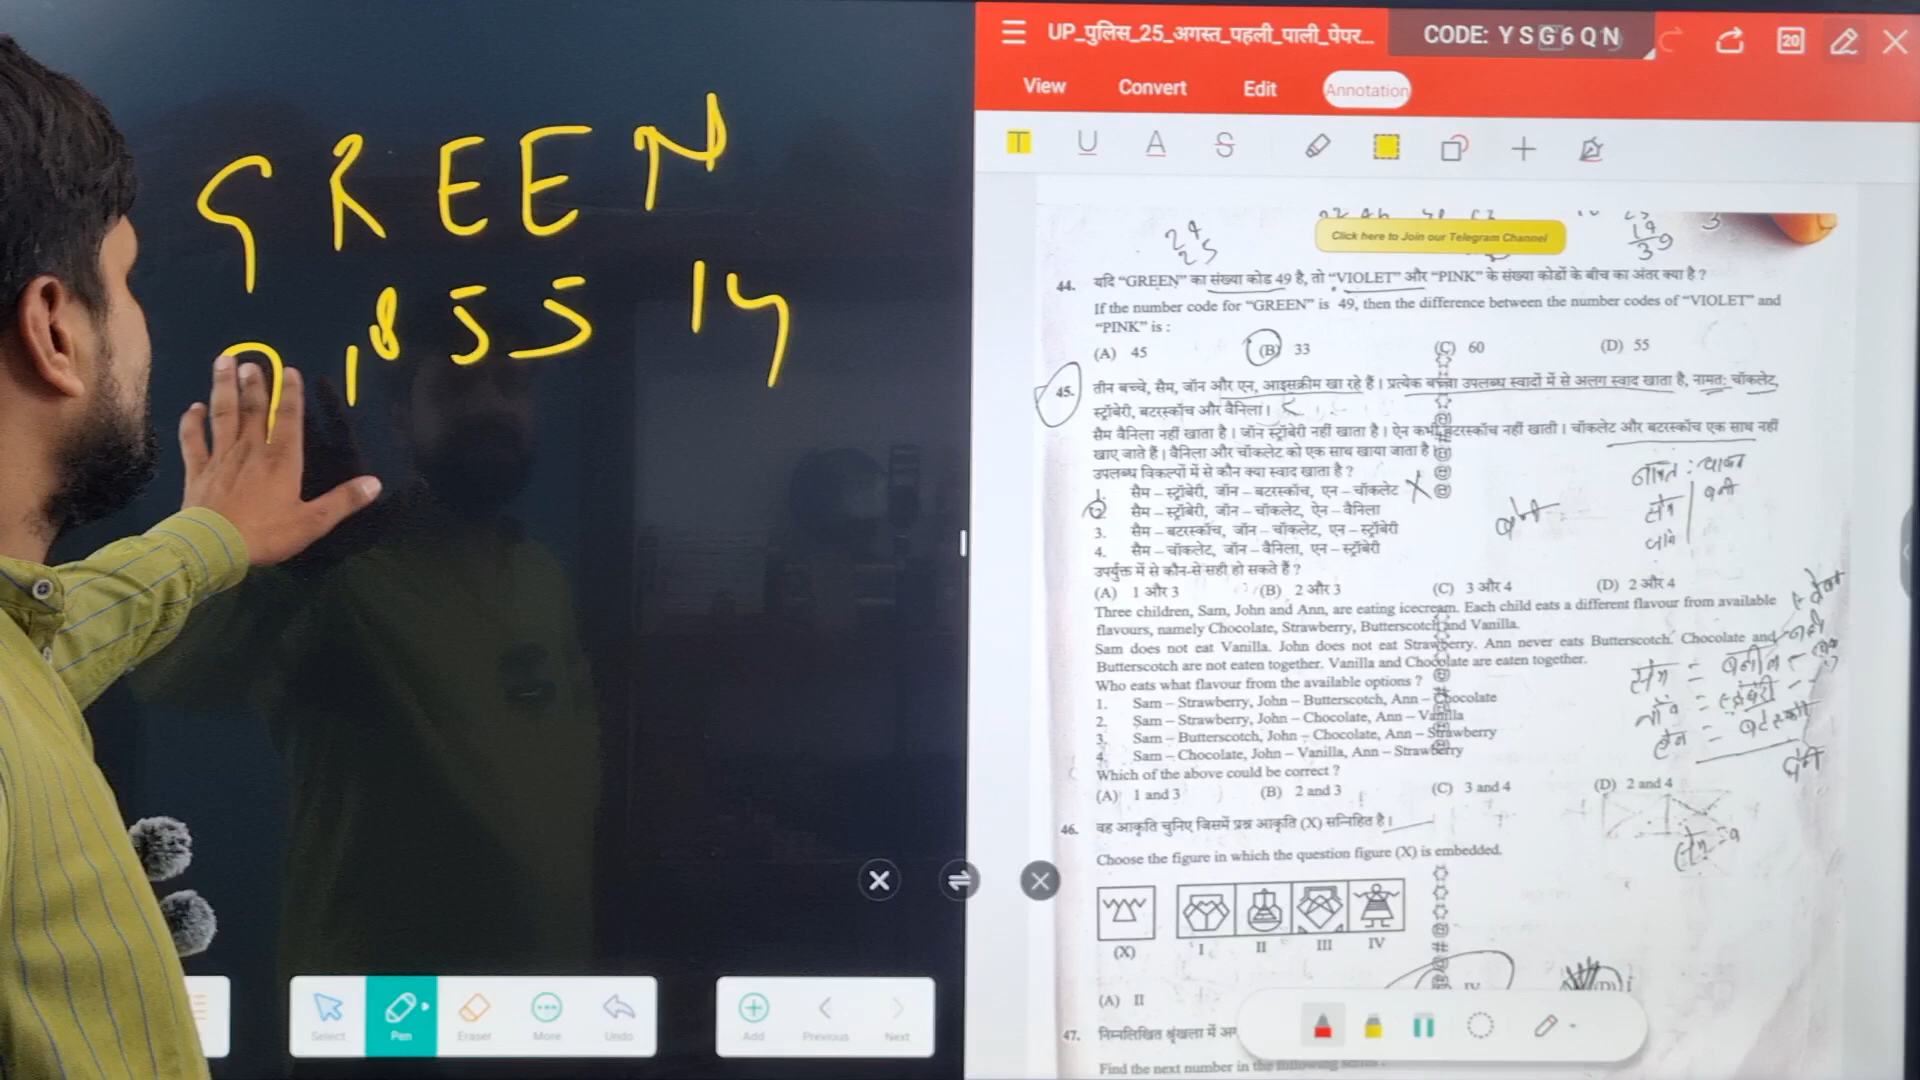 G R E E N
7 18 5 5 14
UP_पुलिस_25_अगस्त_पहली_पाली_पेपर...
CODE: Y S G 6 Q N
20
View Convert Edit Annotation
Click here to Join our Telegram Channel
44. यदि “GREEN” का संख्या कोड 49 है, तो “VIOLET” और “PINK” के संख्या कोडों के बीच का अंतर क्या है ?
If the number code for “GREEN” is 49, then the difference between the number codes of “VIOLET” and
“PINK” is :
(A) 45 (B) 33 (C) 60 (D) 55
45. तीन बच्चे, सैम, जॉन और एन, आइसक्रीम खा रहे हैं । प्रत्येक बच्चा उपलब्ध स्वादों में से अलग स्वाद खाता है, नामत: चॉकलेट,
स्ट्रॉबेरी, बटरस्कॉच और वैनिला ।
सैम वैनिला नहीं खाता है । जॉन स्ट्रॉबेरी नहीं खाता है । ऐन कभी बटरस्कॉच नहीं खाती । चॉकलेट और बटरस्कॉच एक साथ नहीं
खाए जाते हैं । वैनिला और चॉकलेट को एक साथ खाया जाता है ।
उपलब्ध विकल्पों में से कौन क्या स्वाद खाता है ?
1. सैम – स्ट्रॉबेरी, जॉन – बटरस्कॉच, एन – चॉकलेट
2. सैम – स्ट्रॉबेरी, जॉन – चॉकलेट, ऐन – वैनिला
3. सैम – बटरस्कॉच, जॉन – चॉकलेट, एन – स्ट्रॉबेरी
4. सैम – चॉकलेट, जॉन – वैनिला, एन – स्ट्रॉबेरी
उपर्युक्त में से कौन-से सही हो सकते हैं ?
(A) 1 और 3 (B) 2 और 3 (C) 3 और 4 (D) 2 और 4
Three children, Sam, John and Ann, are eating icecream. Each child eats a different flavour from available
flavours, namely Chocolate, Strawberry, Butterscotch and Vanilla.
Sam does not eat Vanilla. John does not eat Strawberry. Ann never eats Butterscotch. Chocolate and
Butterscotch are not eaten together. Vanilla and Chocolate are eaten together.
Who eats what flavour from the available options ?
1. Sam – Strawberry, John – Butterscotch, Ann – Chocolate
2. Sam – Strawberry, John – Chocolate, Ann – Vanilla
3. Sam – Butterscotch, John – Chocolate, Ann – Strawberry
4. Sam – Chocolate, John – Vanilla, Ann – Strawberry
Which of the above could be correct ?
(A) 1 and 3 (B) 2 and 3 (C) 3 and 4 (D) 2 and 4
46. वह आकृति चुनिए जिसमें प्रश्न आकृति (X) सन्निहित है ।
Choose the figure in which the question figure (X) is embedded.
(X) I II III IV
(A) II
47. निम्नलिखित श्रृंखला में
Find the next number in the following
Select Pen Eraser More Undo Add Previous Next